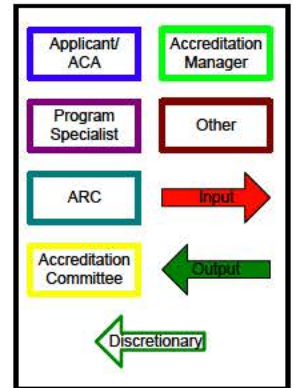 Applicant/
ACA
Accreditation
Manager
Program
Specialist
Other
ARC
Input
Accreditation
Committee
Output
Discretionary